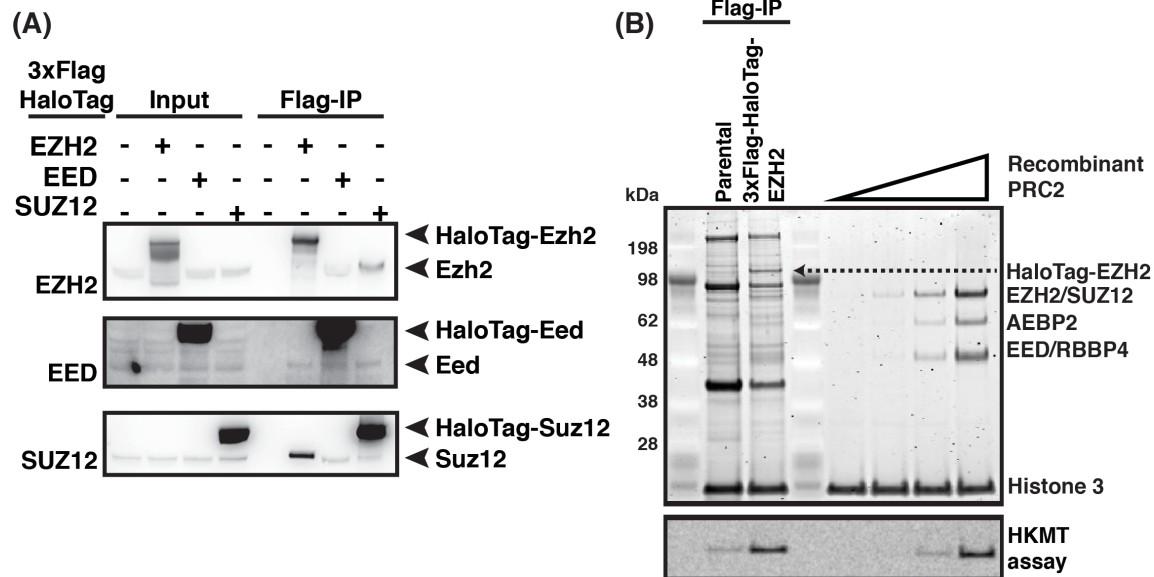 (A)
3xFlag
HaloTag
Input
Flag-IP
EZH2 - + - - - + - -
EED - - + - - - + -
SUZ12 - - - + - - - +
HaloTag-Ezh2
Ezh2
EZH2
HaloTag-Eed
Eed
EED
HaloTag-Suz12
Suz12
SUZ12
(B)
Flag-IP
Parental
3xFlag-HaloTag-
EZH2
Recombinant
PRC2
kDa
198
98
62
48
38
28
HaloTag-EZH2
EZH2/SUZ12
AEBP2
EED/RBBP4
Histone 3
HKMT
assay